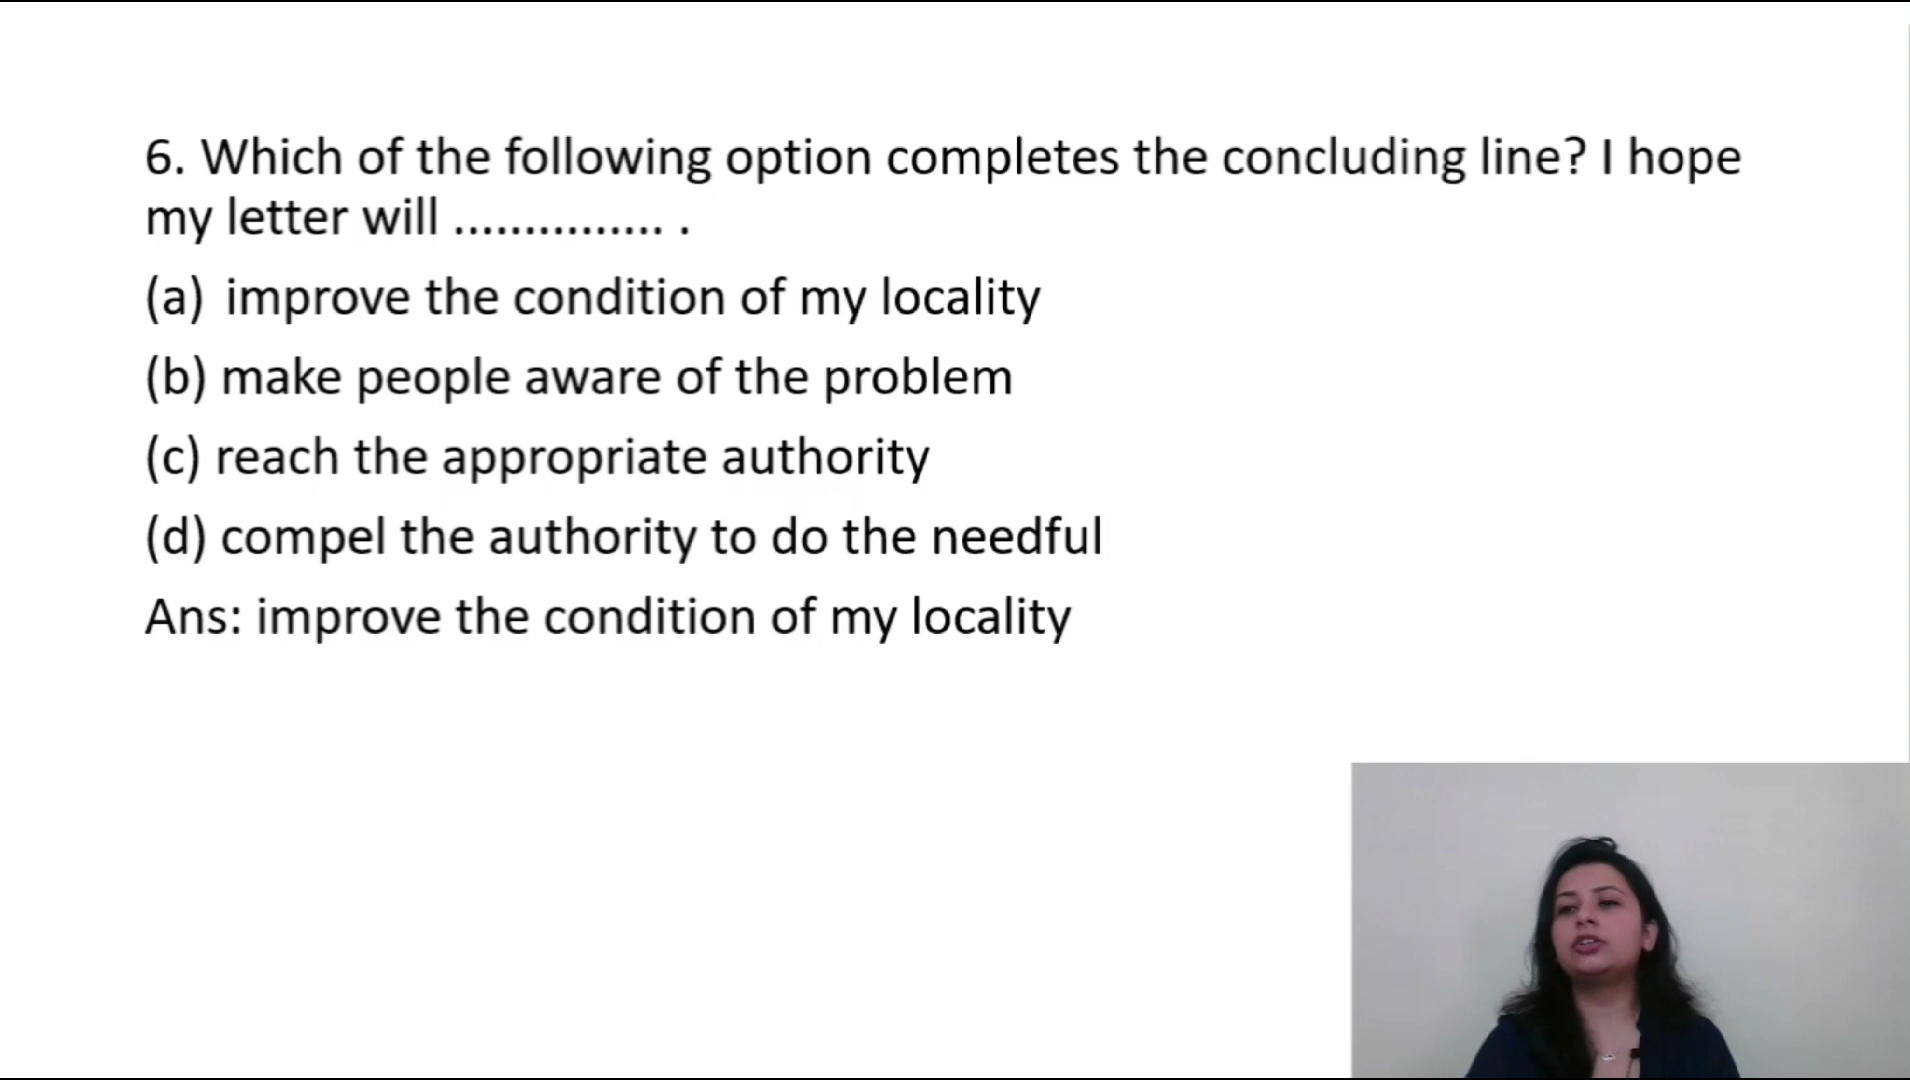 6. Which of the following option completes the concluding line? I hope
my letter will ............... .
(a) improve the condition of my locality
(b) make people aware of the problem
(c) reach the appropriate authority
(d) compel the authority to do the needful
Ans: improve the condition of my locality